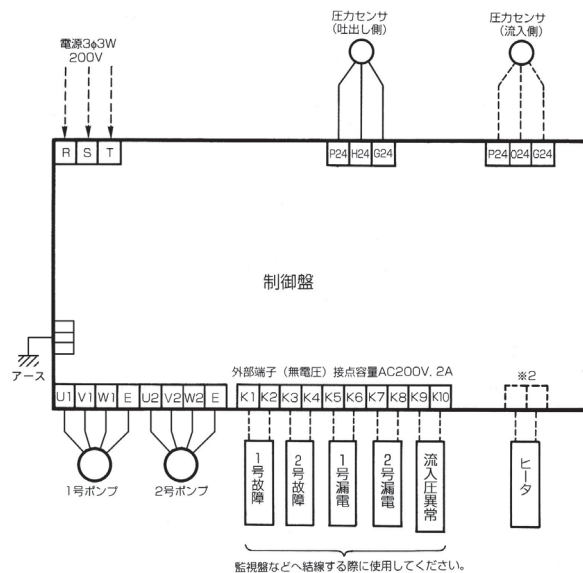 電源3φ3W
200V
圧力センサ
(吐出し側)
圧力センサ
(流入側)
R S T
P24 H24 G24
P24 O24 G24
制御盤
アース
外部端子(無電圧)接点容量AC200V, 2A
※2
U1 V1 W1 E U2 V2 W2 E
K1 K2 K3 K4 K5 K6 K7 K8 K9 K10
1号ポンプ
2号ポンプ
1号故障
2号故障
1号漏電
2号漏電
流入圧異常
ヒータ
監視盤などへ結線する際に使用してください。